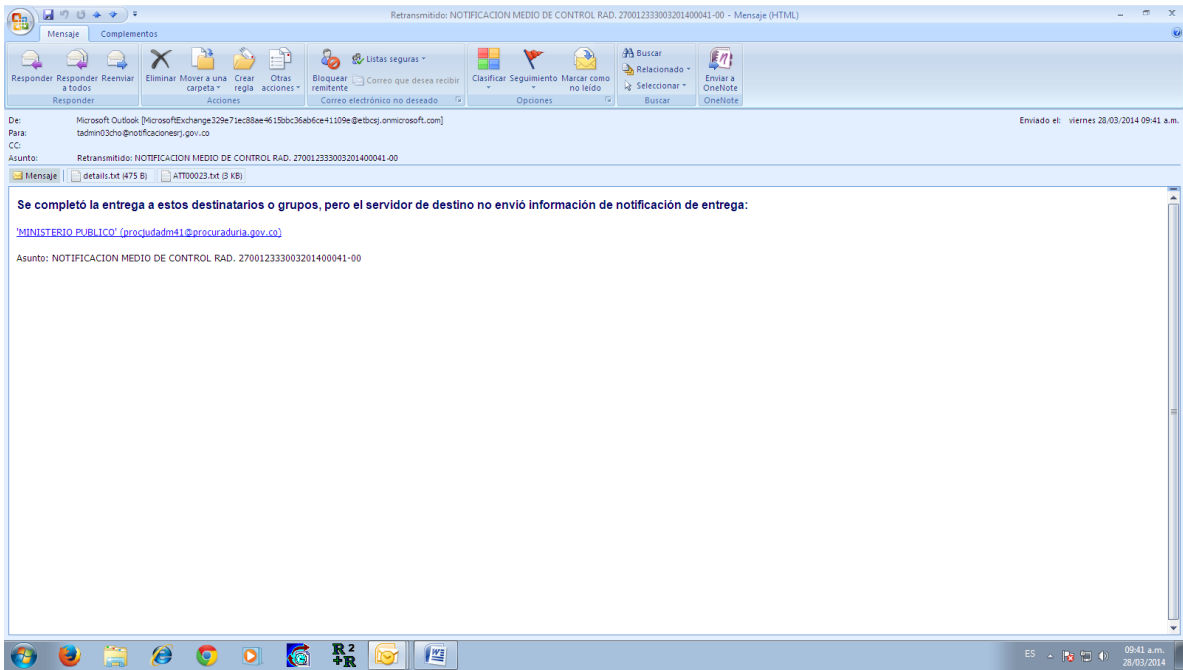 Retransmitido: NOTIFICACION MEDIO DE CONTROL RAD. 270012333003201400041-00 - Mensaje (HTML)
Mensaje Complementos
Responder Responder a todos Reenviar
Responder
Eliminar Mover a una carpeta Crear regla Otras acciones
Acciones
Bloquear remitente Listas seguras Correo que desea recibir
Correo electrónico no deseado
Clasificar Seguimiento Marcar como no leído
Opciones
Buscar Relacionado Seleccionar
Buscar
Enviar a OneNote
OneNote
De: Microsoft Outlook [MicrosoftExchange329e71ec88ae4615bbc36ab6ce41109e@etbcsj.onmicrosoft.com] Enviado el: viernes 28/03/2014 09:41 a.m.
Para: tadmin03cho@notificacionesrj.gov.co
CC:
Asunto: Retransmitido: NOTIFICACION MEDIO DE CONTROL RAD. 270012333003201400041-00
Mensaje details.txt (475 B) ATT00023.txt (3 KB)
Se completó la entrega a estos destinatarios o grupos, pero el servidor de destino no envió información de notificación de entrega:
'MINISTERIO PUBLICO' (procjudadm41@procuraduria.gov.co)
Asunto: NOTIFICACION MEDIO DE CONTROL RAD. 270012333003201400041-00
R2+R
ES 09:41 a.m.
28/03/2014